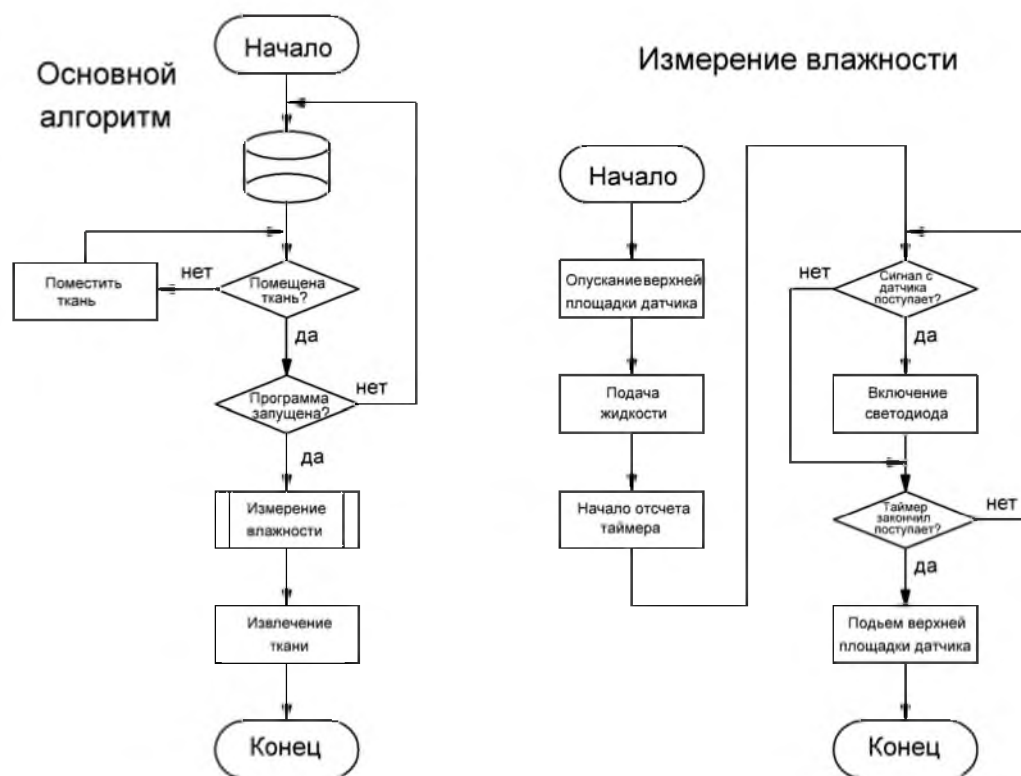 Основной
алгоритм
Начало
Поместить
ткань
нет
Помещена
ткань?
да
Программа
запущена?
нет
да
Измерение
влажности
Извлечение
ткани
Конец
Измерение влажности
Начало
Опускание верхней
площадки датчика
Подача
жидкости
Начало отсчета
таймера
нет
Сигнал с
датчика
поступает?
да
Включение
светодиода
Таймер
закончил
поступает?
нет
да
Подьем верхней
площадки датчика
Конец